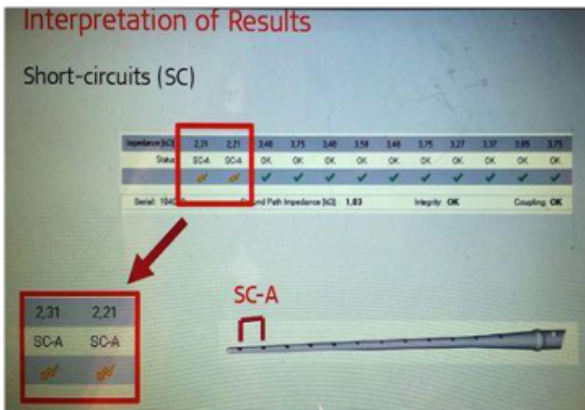 Interpretation of Results
Short-circuits (SC)
Impedance [kΩ] 2,31 2,21 3,46 3,75 3,46 3,58 3,46 3,75 3,27 3,37 3,85 3,75
Status SC-A SC-A OK OK OK OK OK OK OK OK OK OK
Ground Path Impedance [kΩ] 1,03 Integrity OK Coupling OK
SC-A
2,31 2,21
SC-A SC-A